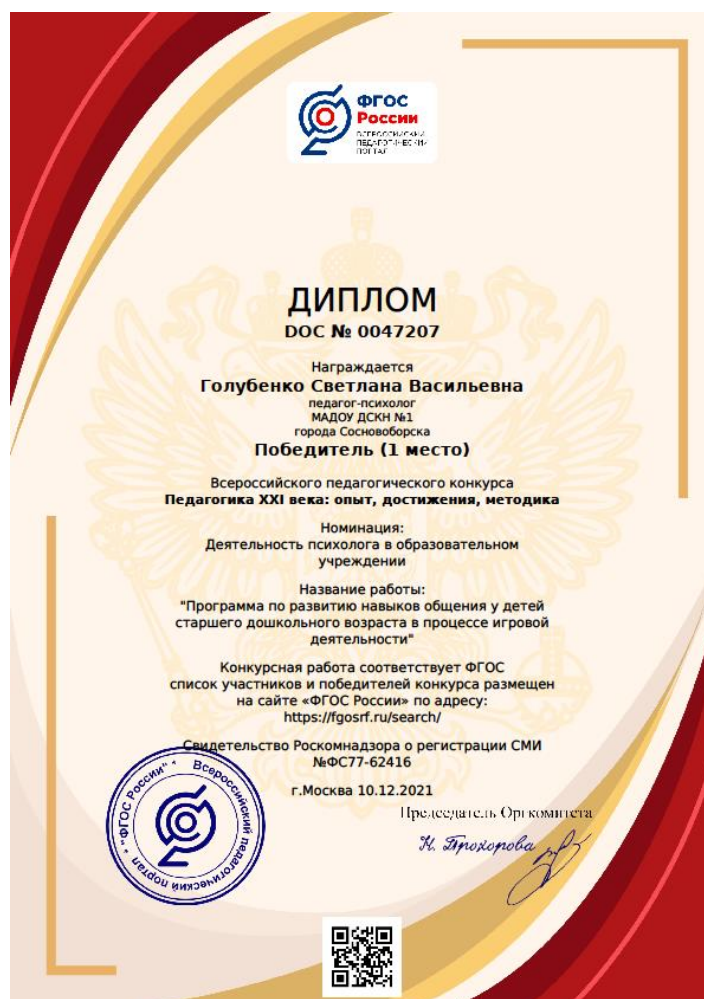 ФГОС
России
ВСЕРОССИЙСКИЙ
ПЕДАГОГИЧЕСКИЙ
ПОРТАЛ
ДИПЛОМ
DOC № 0047207
Награждается
Голубенко Светлана Васильевна
педагог-психолог
МАДОУ ДСКН №1
города Сосновоборска
Победитель (1 место)
Всероссийского педагогического конкурса
Педагогика XXI века: опыт, достижения, методика
Номинация:
Деятельность психолога в образовательном
учреждении
Название работы:
"Программа по развитию навыков общения у детей
старшего дошкольного возраста в процессе игровой
деятельности"
Конкурсная работа соответствует ФГОС
список участников и победителей конкурса размещен
на сайте «ФГОС России» по адресу:
https://fgosrf.ru/search/
Свидетельство Роскомнадзора о регистрации СМИ
№ФС77-62416
г.Москва 10.12.2021
Председатель Оргкомитета
Н. Прохорова
Всероссийский педагогический портал * "ФГОС России" *